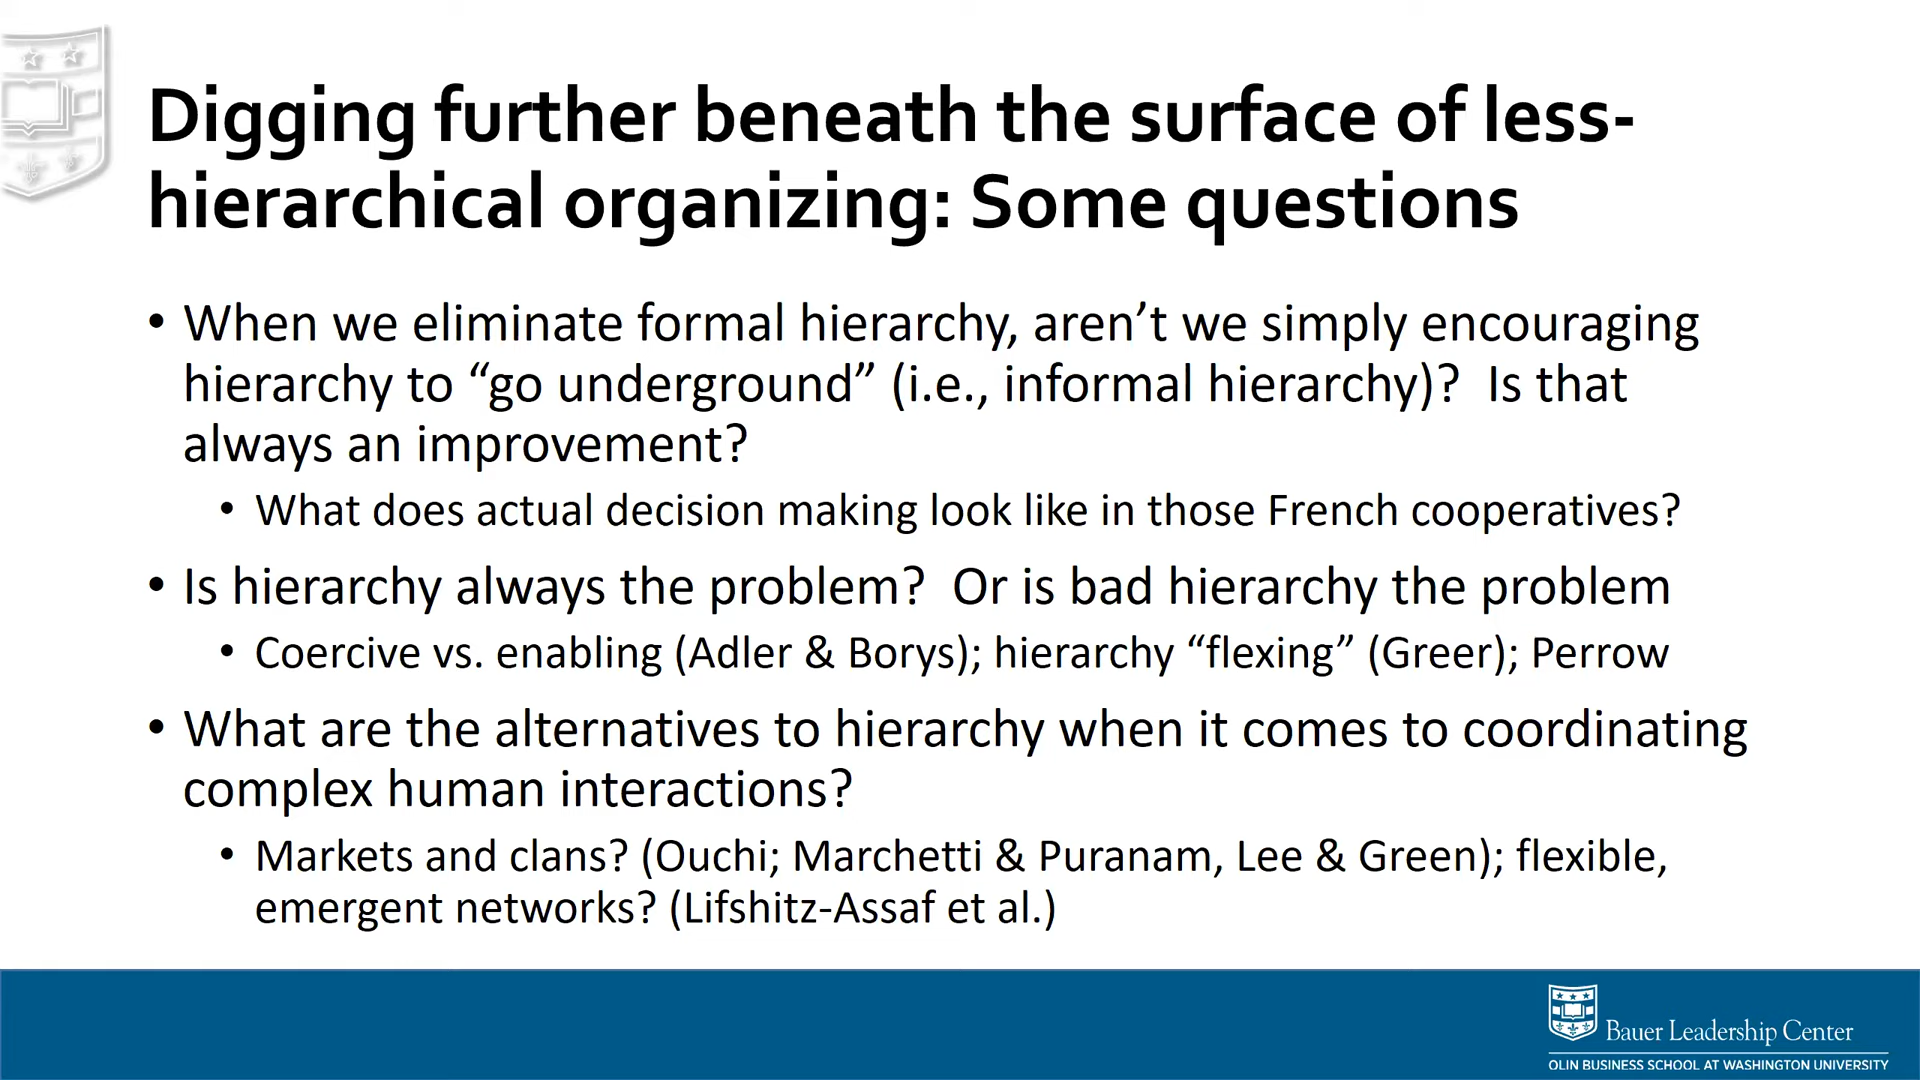 Digging further beneath the surface of less-
hierarchical organizing: Some questions
• When we eliminate formal hierarchy, aren’t we simply encouraging
hierarchy to “go underground” (i.e., informal hierarchy)?  Is that
always an improvement?
• What does actual decision making look like in those French cooperatives?
• Is hierarchy always the problem?  Or is bad hierarchy the problem
• Coercive vs. enabling (Adler & Borys); hierarchy “flexing” (Greer); Perrow
• What are the alternatives to hierarchy when it comes to coordinating
complex human interactions?
• Markets and clans? (Ouchi; Marchetti & Puranam, Lee & Green); flexible,
emergent networks? (Lifshitz-Assaf et al.)
Bauer Leadership Center
OLIN BUSINESS SCHOOL AT WASHINGTON UNIVERSITY